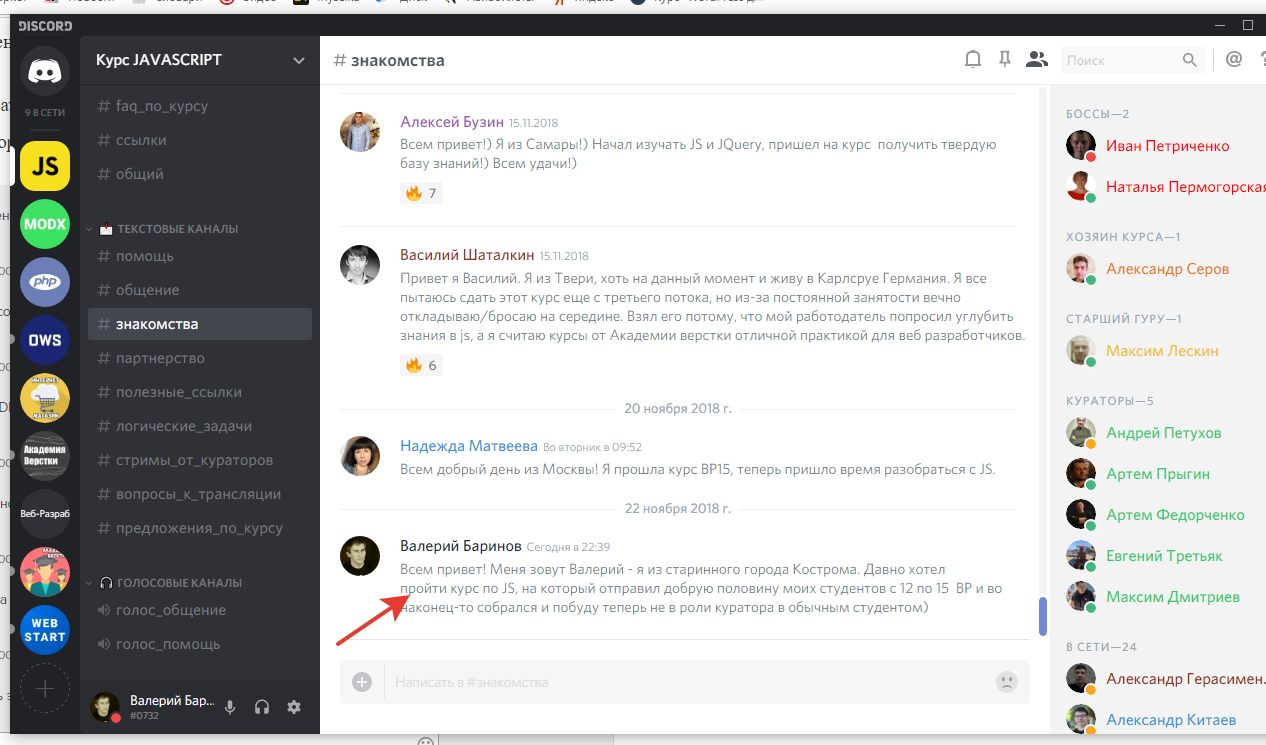 DISCORD
9 В СЕТИ
JS
MODX
php
OWS
ИНТЕРНЕТ
МАГАЗИН
Академия
Верстки
Веб-Разраб
WEB
START
Курс JAVASCRIPT
# faq_по_курсу
# ссылки
# общий
ТЕКСТОВЫЕ КАНАЛЫ
# помощь
# общение
# знакомства
# партнерство
# полезные_ссылки
# логические_задачи
# стримы_от_кураторов
# вопросы_к_трансляции
# предложения_по_курсу
ГОЛОСОВЫЕ КАНАЛЫ
голос_общение
голос_помощь
Валерий Бар...
#0732
# знакомства
Поиск
Алексей Бузин 15.11.2018
Всем привет!) Я из Самары!) Начал изучать JS и JQuery, пришел на курс получить твердую
базу знаний!) Всем удачи!)
7
Василий Шаталкин 15.11.2018
Привет я Василий. Я из Твери, хоть на данный момент и живу в Карлсруе Германия. Я все
пытаюсь сдать этот курс еще с третьего потока, но из-за постоянной занятости вечно
откладываю/бросаю на середине. Взял его потому, что мой работодатель попросил углубить
знания в js, а я считаю курсы от Академии верстки отличной практикой для веб разработчиков.
6
20 ноября 2018 г.
Надежда Матвеева Во вторник в 09:52
Всем добрый день из Москвы! Я прошла курс ВР15, теперь пришло время разобраться с JS.
22 ноября 2018 г.
Валерий Баринов Сегодня в 22:39
Всем привет! Меня зовут Валерий - я из старинного города Кострома. Давно хотел
пройти курс по JS, на который отправил добрую половину моих студентов с 12 по 15 ВР и во
наконец-то собрался и побуду теперь не в роли куратора в обычным студентом)
Написать в #знакомства
БОССЫ—2
Иван Петриченко
Наталья Пермогорская
ХОЗЯИН КУРСА—1
Александр Серов
СТАРШИЙ ГУРУ—1
Максим Лескин
КУРАТОРЫ—5
Андрей Петухов
Артем Прыгин
Артем Федорченко
Евгений Третьяк
Максим Дмитриев
В СЕТИ—24
Александр Герасимен.
Александр Китаев